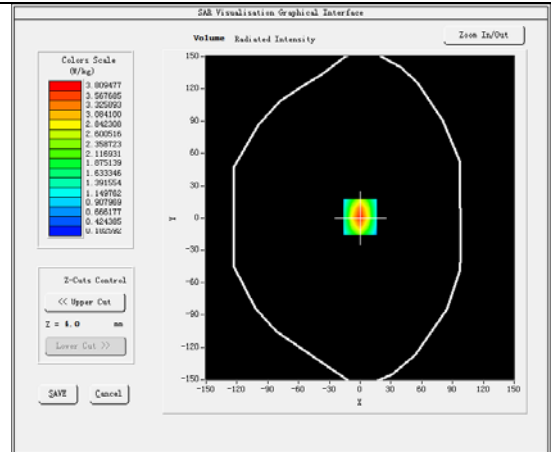 SAR Visualisation Graphical Interface
Volume Radiated Intensity
Zoom In/Out
Colors Scale
(W/kg)
3.809477
3.567685
3.325893
3.084100
2.842308
2.600516
2.358723
2.116931
1.875139
1.633346
1.391554
1.149762
0.907969
0.666177
0.424385
150
120
90
60
30
0
-30
-60
-90
-120
-150
Y
-150 -120 -90 -60 -30 0 30 60 90 120 150
X
Z-Cuts Control
<< Upper Cut
Z = 4.0 mm
Lower Cut >>
SAVE Cancel